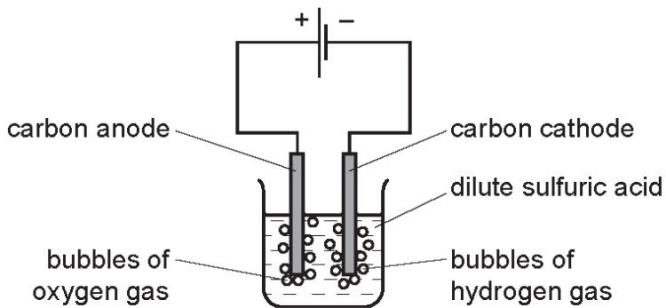 + −
carbon anode
carbon cathode
dilute sulfuric acid
bubbles of
oxygen gas
bubbles of
hydrogen gas